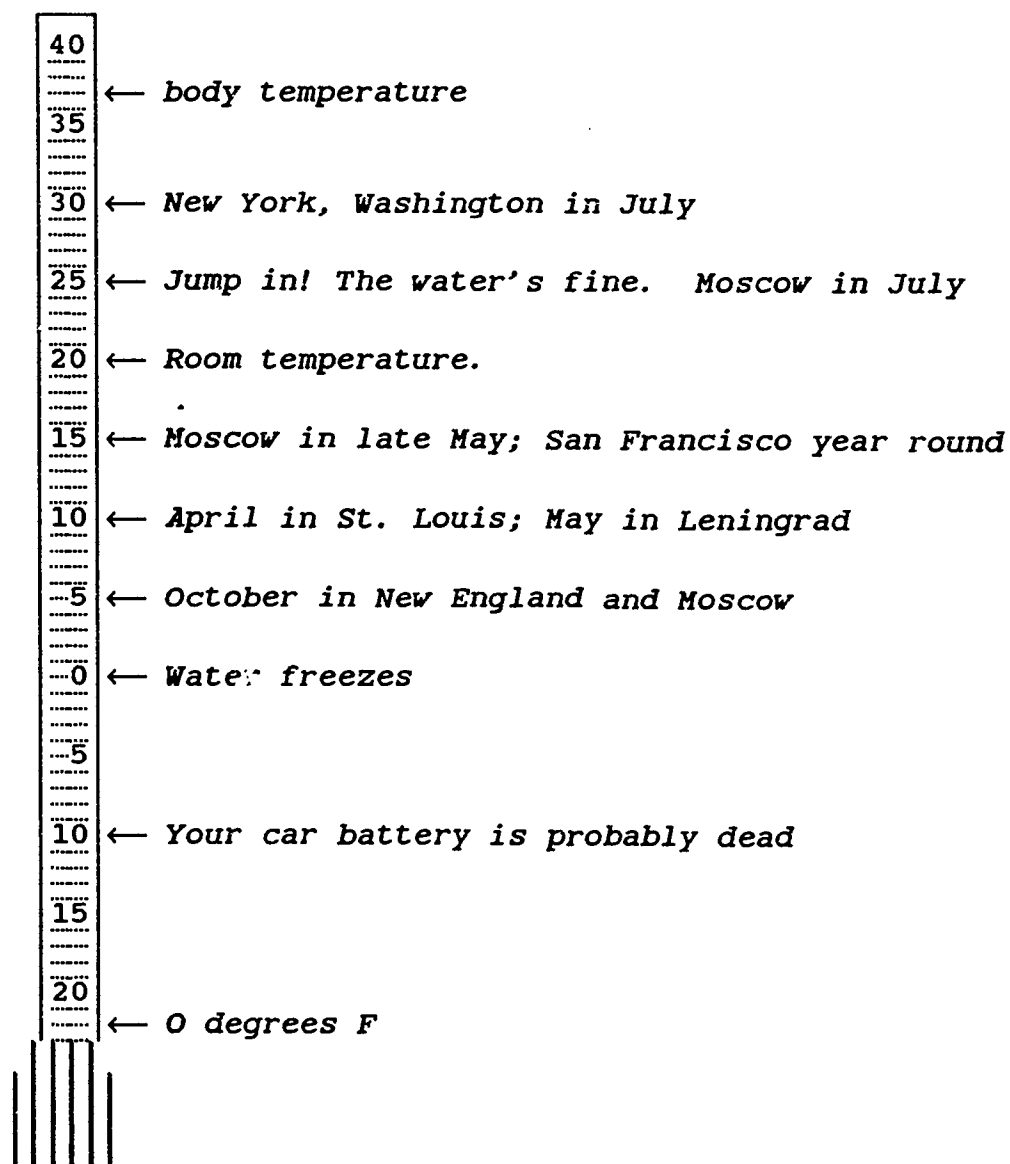 40
← body temperature
35
30 ← New York, Washington in July
25 ← Jump in! The water's fine. Moscow in July
20 ← Room temperature.
15 ← Moscow in late May; San Francisco year round
10 ← April in St. Louis; May in Leningrad
5 ← October in New England and Moscow
0 ← Water freezes
5
10 ← Your car battery is probably dead
15
20
← 0 degrees F